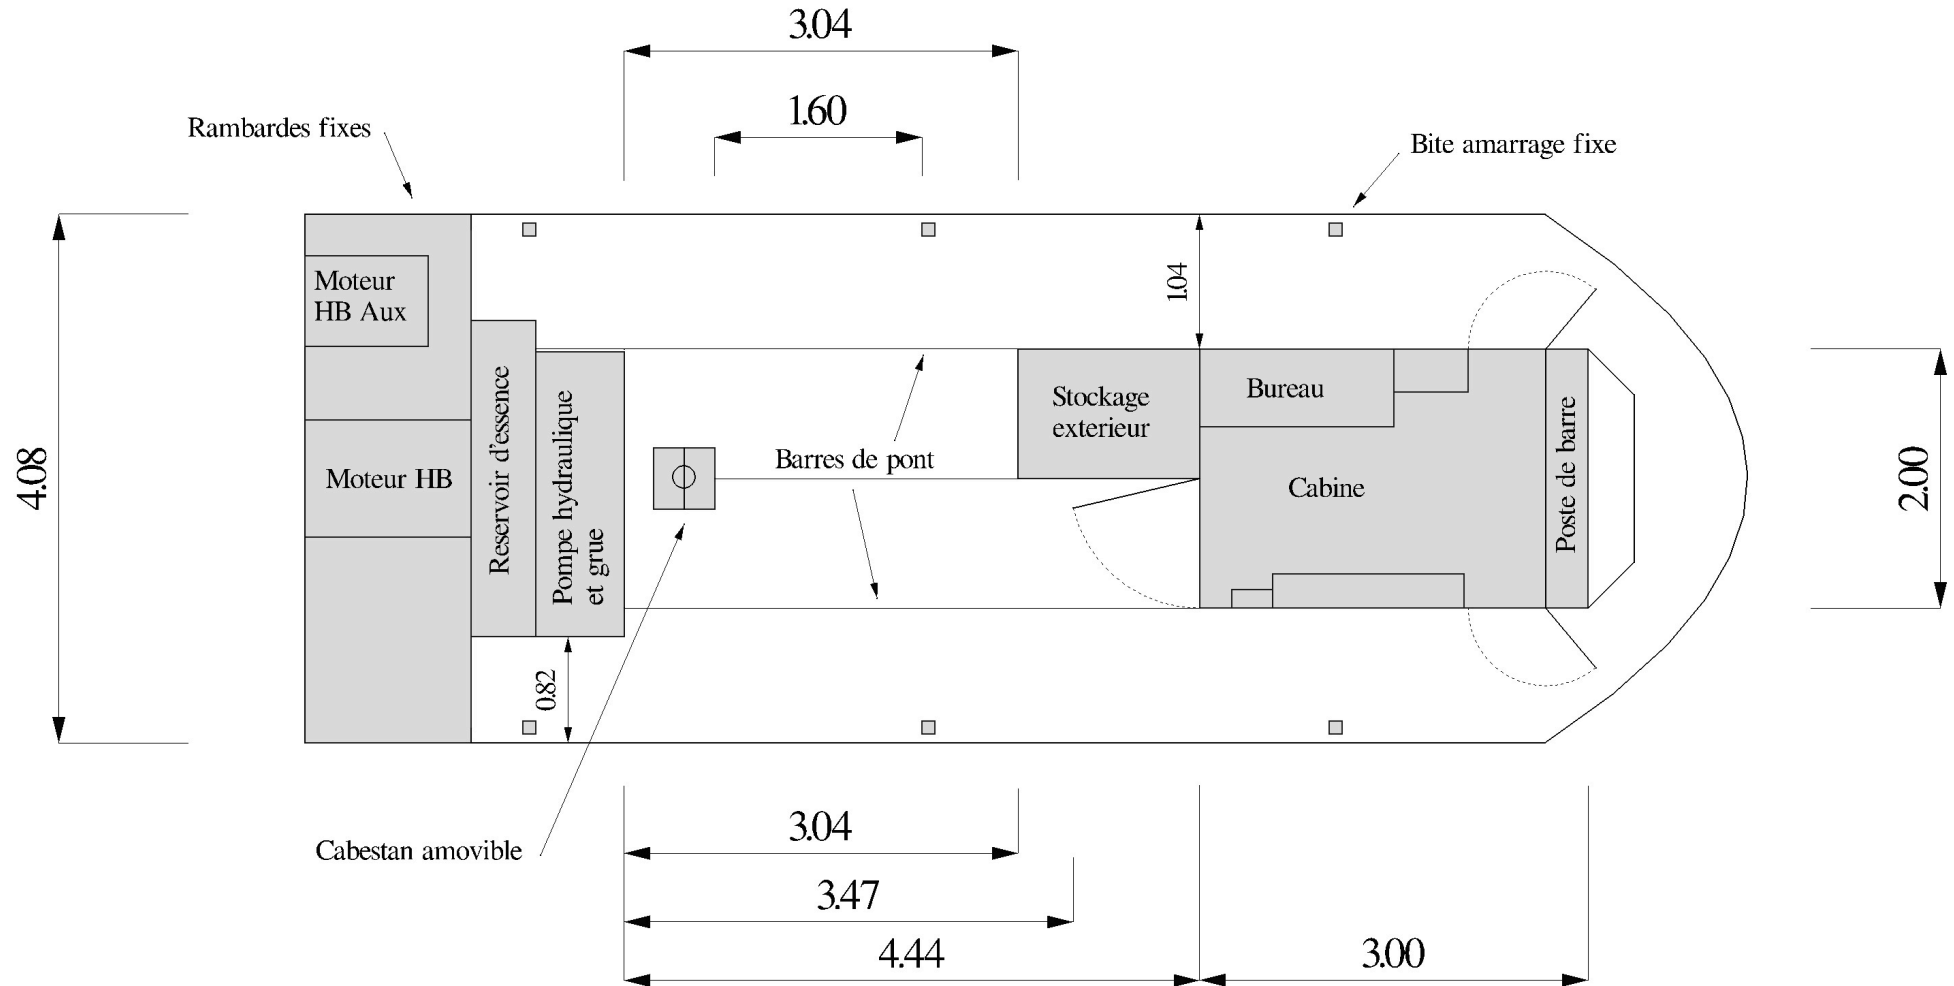 3.04
1.60
Rambardes fixes
Bite amarrage fixe
Moteur
HB Aux
1.04
Stockage
exterieur
Bureau
Barres de pont
Moteur HB
Reservoir d'essence
Pompe hydraulique
et grue
Cabine
Poste de barre
4.08
2.00
0.82
Cabestan amovible
3.04
3.47
4.44
3.00